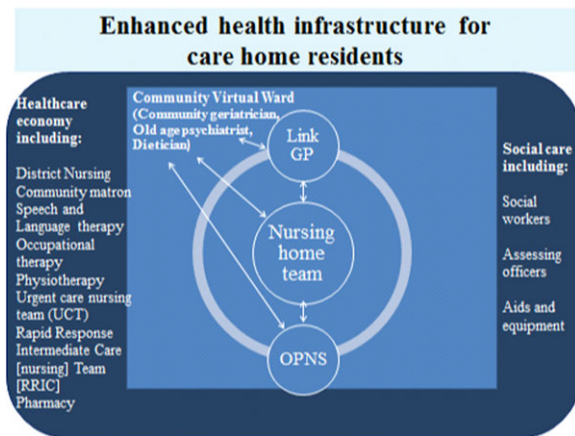 Enhanced health infrastructure for
care home residents
Healthcare
economy
including:
District Nursing
Community matron
Speech and
Language therapy
Occupational
therapy
Physiotherapy
Urgent care nursing
team (UCT)
Rapid Response
Intermediate Care
[nursing] Team
[RRIC]
Pharmacy
Community Virtual Ward
(Community geriatrician,
Old age psychiatrist,
Dietician)
Link
GP
Nursing
home
team
OPNS
Social care
including:
Social
workers
Assessing
officers
Aids and
equipment